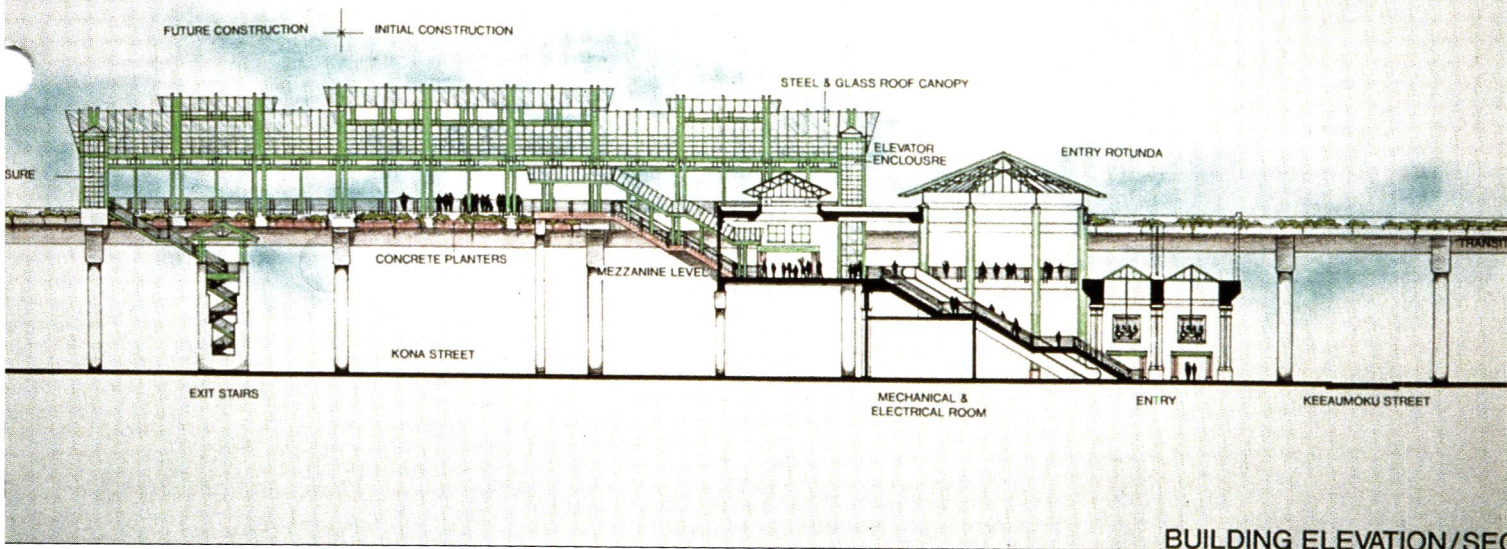 FUTURE CONSTRUCTION
INITIAL CONSTRUCTION
STEEL & GLASS ROOF CANOPY
ELEVATOR
ENCLOUSRE
ENTRY ROTUNDA
SURE
TRANSI
CONCRETE PLANTERS
MEZZANINE LEVEL
KONA STREET
EXIT STAIRS
MECHANICAL &
ELECTRICAL ROOM
ENTRY
KEEAUMOKU STREET
BUILDING ELEVATION/SEC